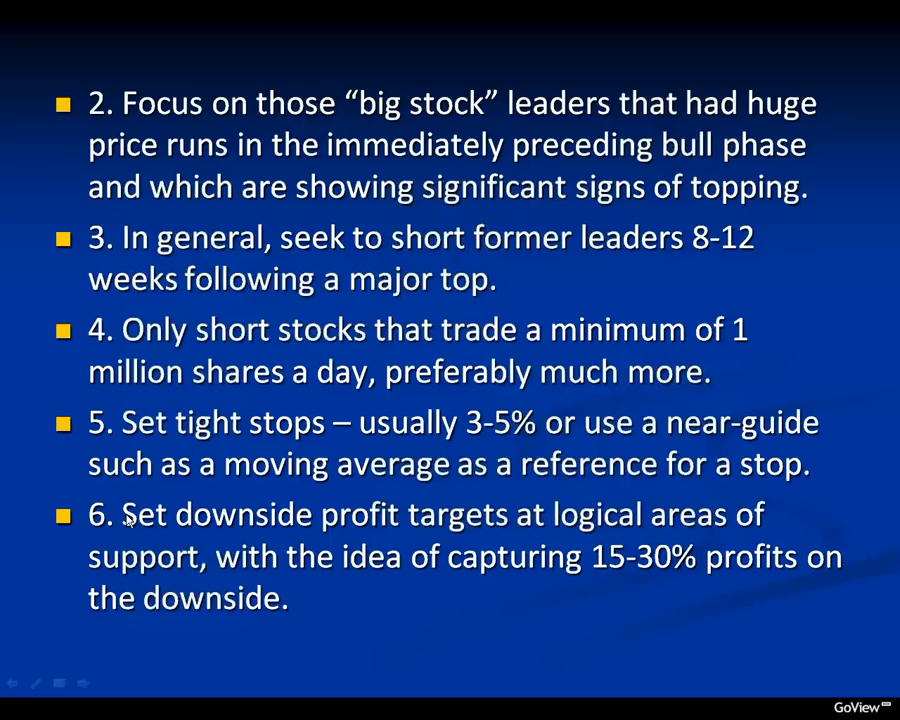 2. Focus on those “big stock” leaders that had huge
price runs in the immediately preceding bull phase
and which are showing significant signs of topping.
3. In general, seek to short former leaders 8-12
weeks following a major top.
4. Only short stocks that trade a minimum of 1
million shares a day, preferably much more.
5. Set tight stops – usually 3-5% or use a near-guide
such as a moving average as a reference for a stop.
6. Set downside profit targets at logical areas of
support, with the idea of capturing 15-30% profits on
the downside.
GoView